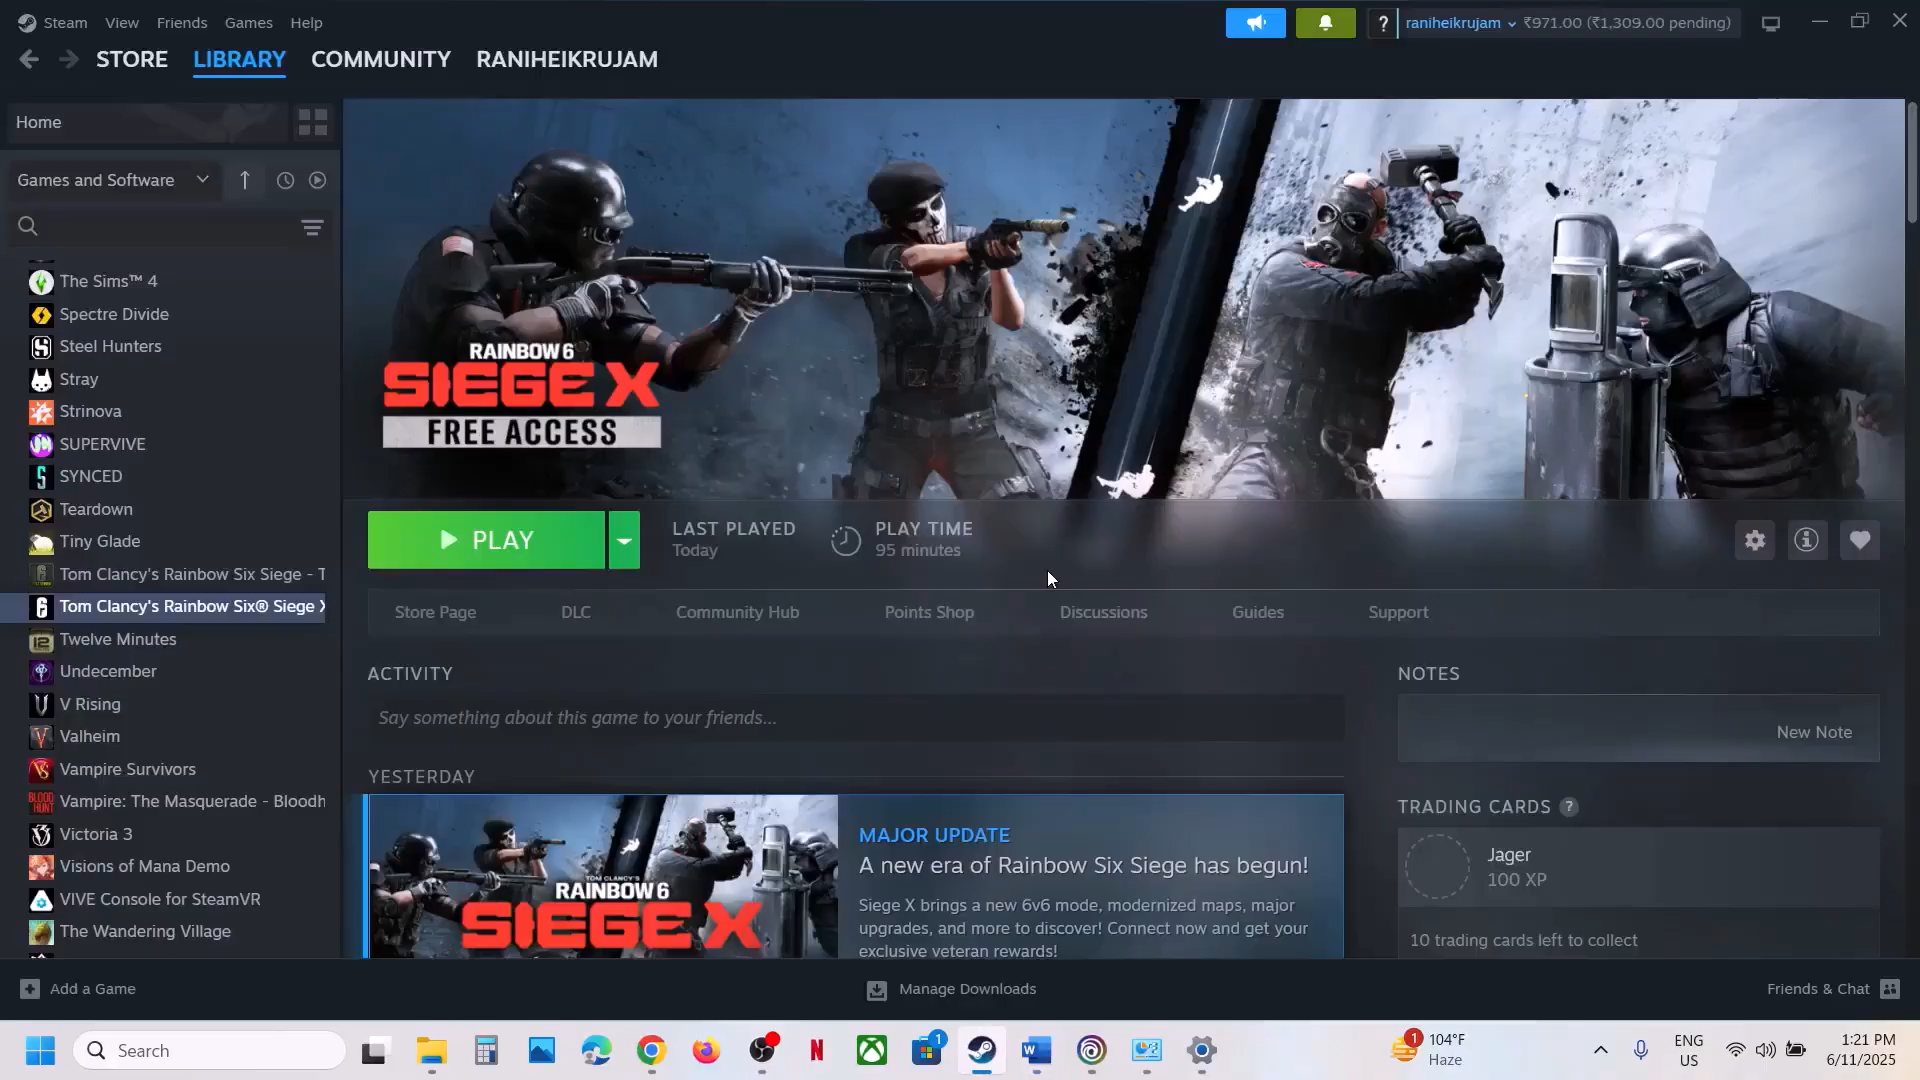 Steam View Friends Games Help
? raniheikrujam ₹971.00 (₹1,309.00 pending)
STORE LIBRARY COMMUNITY RANIHEIKRUJAM
Home
Games and Software
The Sims™ 4
Spectre Divide
Steel Hunters
Stray
Strinova
SUPERVIVE
SYNCED
Teardown
Tiny Glade
Tom Clancy's Rainbow Six Siege - T
Tom Clancy's Rainbow Six® Siege X
Twelve Minutes
Undecember
V Rising
Valheim
Vampire Survivors
Vampire: The Masquerade - Bloodh
Victoria 3
Visions of Mana Demo
VIVE Console for SteamVR
The Wandering Village
RAINBOW 6
SIEGE X
FREE ACCESS
PLAY
LAST PLAYED
Today
PLAY TIME
95 minutes
Store Page DLC Community Hub Points Shop Discussions Guides Support
ACTIVITY
Say something about this game to your friends...
YESTERDAY
TOM CLANCY'S
RAINBOW 6
SIEGE X
MAJOR UPDATE
A new era of Rainbow Six Siege has begun!
Siege X brings a new 6v6 mode, modernized maps, major
upgrades, and more to discover! Connect now and get your
exclusive veteran rewards!
NOTES
New Note
TRADING CARDS ?
Jager
100 XP
10 trading cards left to collect
Add a Game
Manage Downloads
Friends & Chat
Search
1
1
104°F
Haze
ENG
US
1:21 PM
6/11/2025